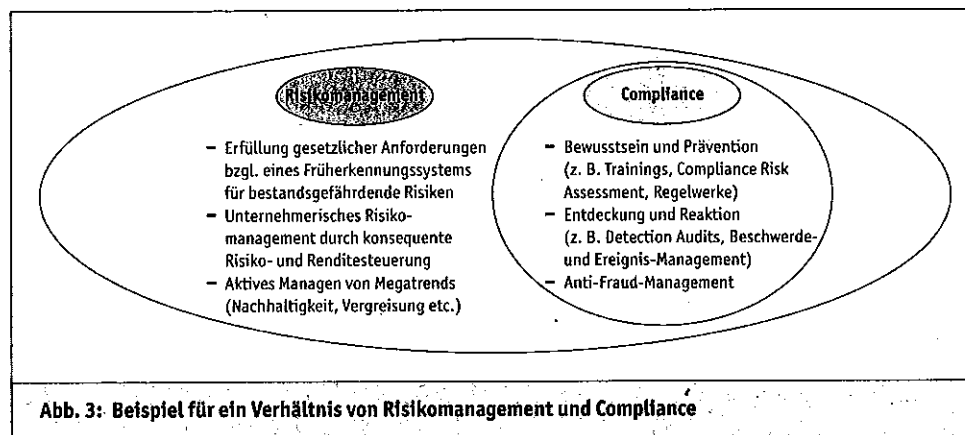 Risikomanagement
– Erfüllung gesetzlicher Anforderungen
bzgl. eines Früherkennungssystems
für bestandsgefährdende Risiken
– Unternehmerisches Risiko-
management durch konsequente
Risiko- und Renditesteuerung
– Aktives Managen von Megatrends
(Nachhaltigkeit, Vergreisung etc.)
Compliance
– Bewusstsein und Prävention
(z. B. Trainings, Compliance Risk
Assessment, Regelwerke)
– Entdeckung und Reaktion
(z. B. Detection Audits, Beschwerde-
und Ereignis-Management)
– Anti-Fraud-Management
Abb. 3: Beispiel für ein Verhältnis von Risikomanagement und Compliance